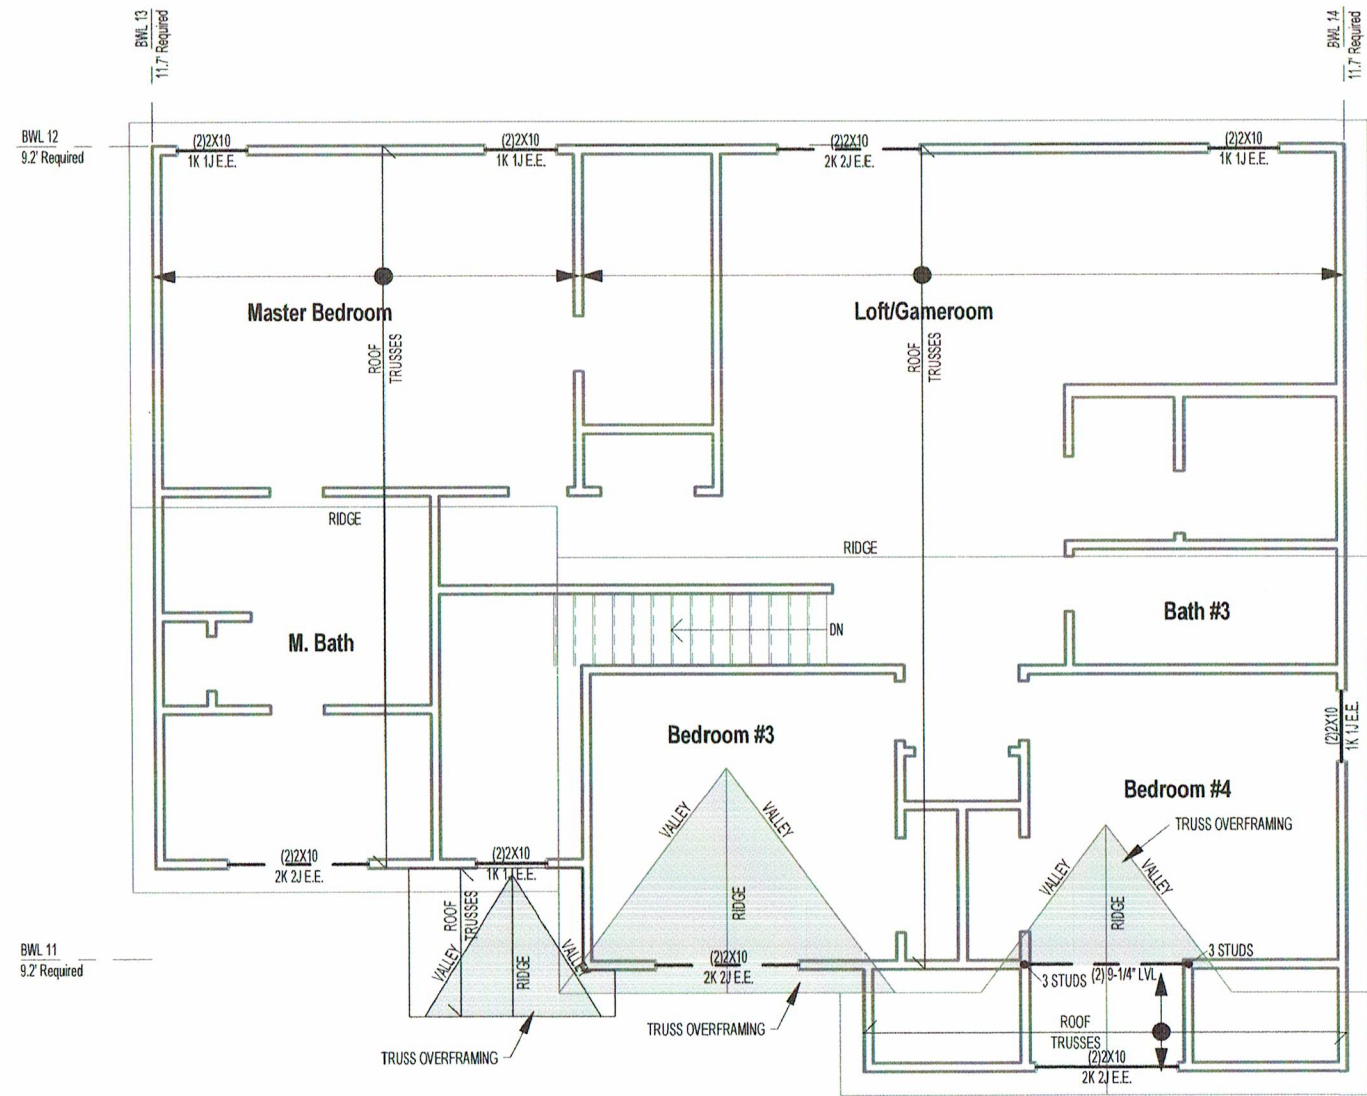 BWL 13
11.7' Required
BWL 14
11.7' Required
BWL 12
9.2' Required
(2)2X10
1K 1J E.E.
(2)2X10
1K 1J E.E.
(2)2X10
2K 2J E.E.
(2)2X10
1K 1J E.E.
Master Bedroom
Loft/Gameroom
ROOF
TRUSSES
ROOF
TRUSSES
RIDGE
RIDGE
Bath #3
DN
M. Bath
(2)2X10
1K 1J E.E.
Bedroom #3
Bedroom #4
TRUSS OVERFRAMING
VALLEY
VALLEY
VALLEY
VALLEY
(2)2X10
2K 2J E.E.
(2)2X10
1K 1J E.E.
ROOF
TRUSSES
RIDGE
RIDGE
BWL 11
9.2' Required
VALLEY
VALLEY
RIDGE
(2)2X10
2K 2J E.E.
3 STUDS
3 STUDS
(2) 9-1/4" LVL
TRUSS OVERFRAMING
ROOF
TRUSSES
TRUSS OVERFRAMING
(2)2X10
2K 2J E.E.